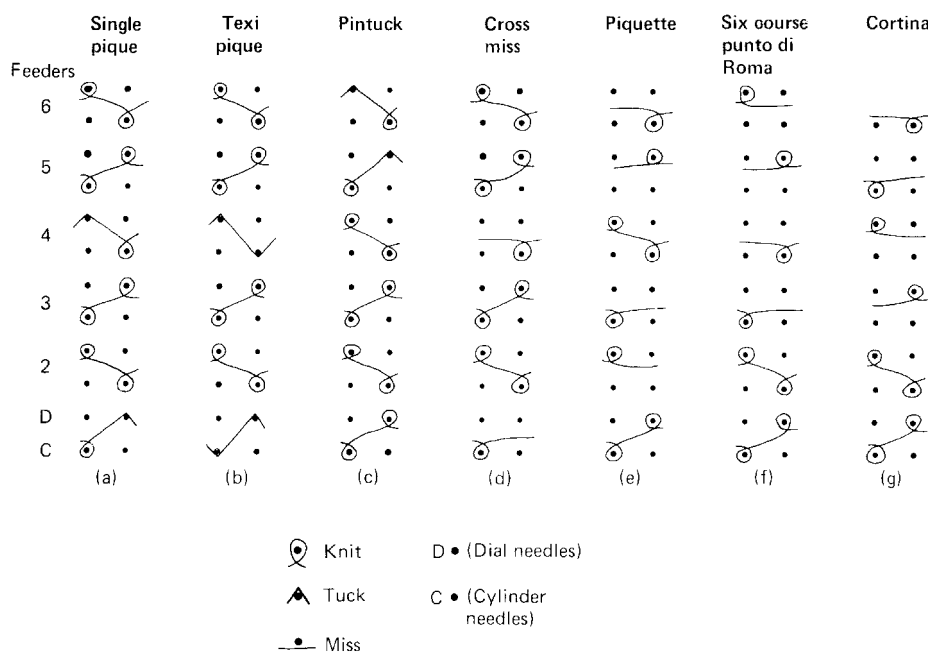 Single pique
Texi pique
Pintuck
Cross miss
Piquette
Six course punto di Roma
Cortina
Feeders
6
5
4
3
2
D
C
(a)
(b)
(c)
(d)
(e)
(f)
(g)
Knit
D • (Dial needles)
Tuck
C • (Cylinder needles)
Miss